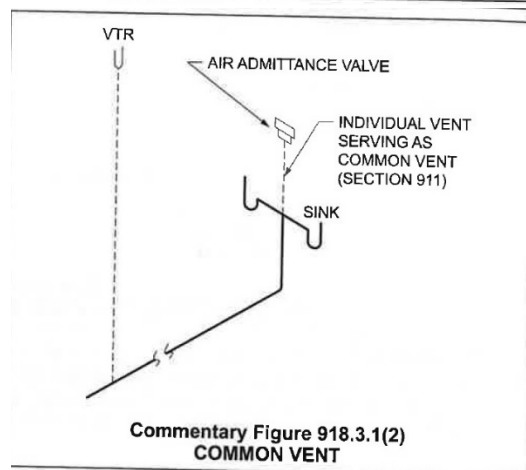 VTR
AIR ADMITTANCE VALVE
INDIVIDUAL VENT
SERVING AS
COMMON VENT
(SECTION 911)
SINK
Commentary Figure 918.3.1(2)
COMMON VENT